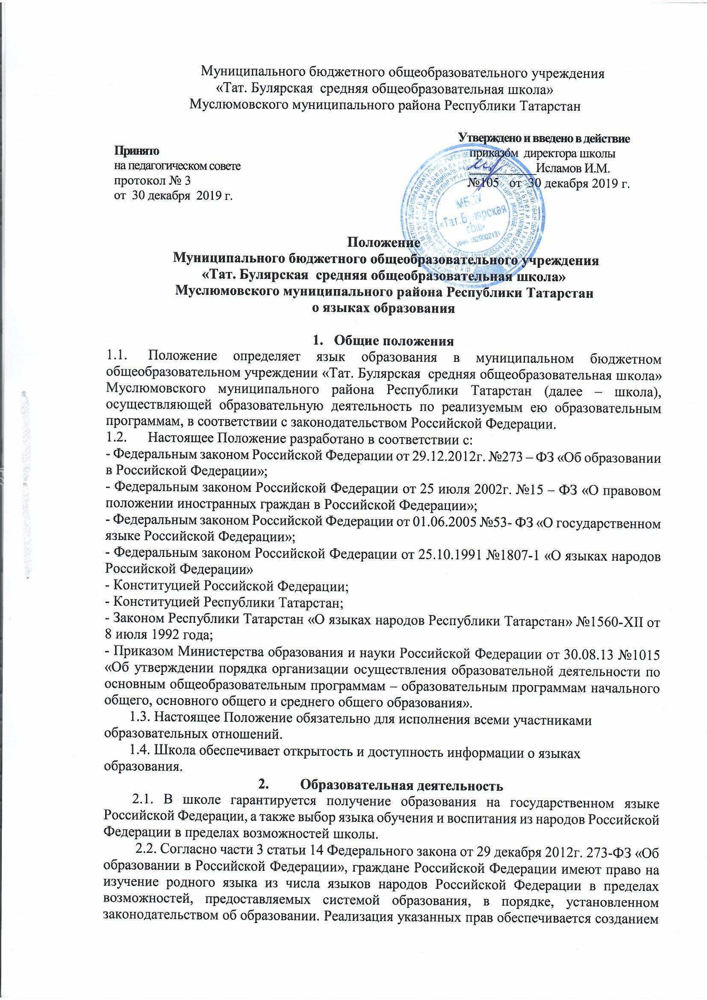 Муниципального бюджетного общеобразовательного учреждения
«Тат. Булярская средняя общеобразовательная школа»
Муслюмовского муниципального района Республики Татарстан
Принято
на педагогическом совете
протокол № 3
от 30 декабря 2019 г.
Утверждено и введено в действие
приказом директора школы
___________Исламов И.М.
№105 от 30 декабря 2019 г.
МБОУ
«Тат.Булярская
СОШ»
ИНН 1629002131
Положение
Муниципального бюджетного общеобразовательного учреждения
«Тат. Булярская средняя общеобразовательная школа»
Муслюмовского муниципального района Республики Татарстан
о языках образования
1. Общие положения
1.1. Положение определяет язык образования в муниципальном бюджетном
общеобразовательном учреждении «Тат. Булярская средняя общеобразовательная школа»
Муслюмовского муниципального района Республики Татарстан (далее – школа),
осуществляющей образовательную деятельность по реализуемым ею образовательным
программам, в соответствии с законодательством Российской Федерации.
1.2. Настоящее Положение разработано в соответствии с:
- Федеральным законом Российской Федерации от 29.12.2012г. №273 – ФЗ «Об образовании
в Российской Федерации»;
- Федеральным законом Российской Федерации от 25 июля 2002г. №15 – ФЗ «О правовом
положении иностранных граждан в Российской Федерации»;
- Федеральным законом Российской Федерации от 01.06.2005 №53- ФЗ «О государственном
языке Российской Федерации»;
- Федеральным законом Российской Федерации от 25.10.1991 №1807-1 «О языках народов
Российской Федерации»
- Конституцией Российской Федерации;
- Конституцией Республики Татарстан;
- Законом Республики Татарстан «О языках народов Республики Татарстан» №1560-XII от
8 июля 1992 года;
- Приказом Министерства образования и науки Российской Федерации от 30.08.13 №1015
«Об утверждении порядка организации осуществления образовательной деятельности по
основным общеобразовательным программам – образовательным программам начального
общего, основного общего и среднего общего образования».
1.3. Настоящее Положение обязательно для исполнения всеми участниками
образовательных отношений.
1.4. Школа обеспечивает открытость и доступность информации о языках
образования.
2. Образовательная деятельность
2.1. В школе гарантируется получение образования на государственном языке
Российской Федерации, а также выбор языка обучения и воспитания из народов Российской
Федерации в пределах возможностей школы.
2.2. Согласно части 3 статьи 14 Федерального закона от 29 декабря 2012г. 273-ФЗ «Об
образовании в Российской Федерации», граждане Российской Федерации имеют право на
изучение родного языка из числа языков народов Российской Федерации в пределах
возможностей, предоставляемых системой образования, в порядке, установленном
законодательством об образовании. Реализация указанных прав обеспечивается созданием